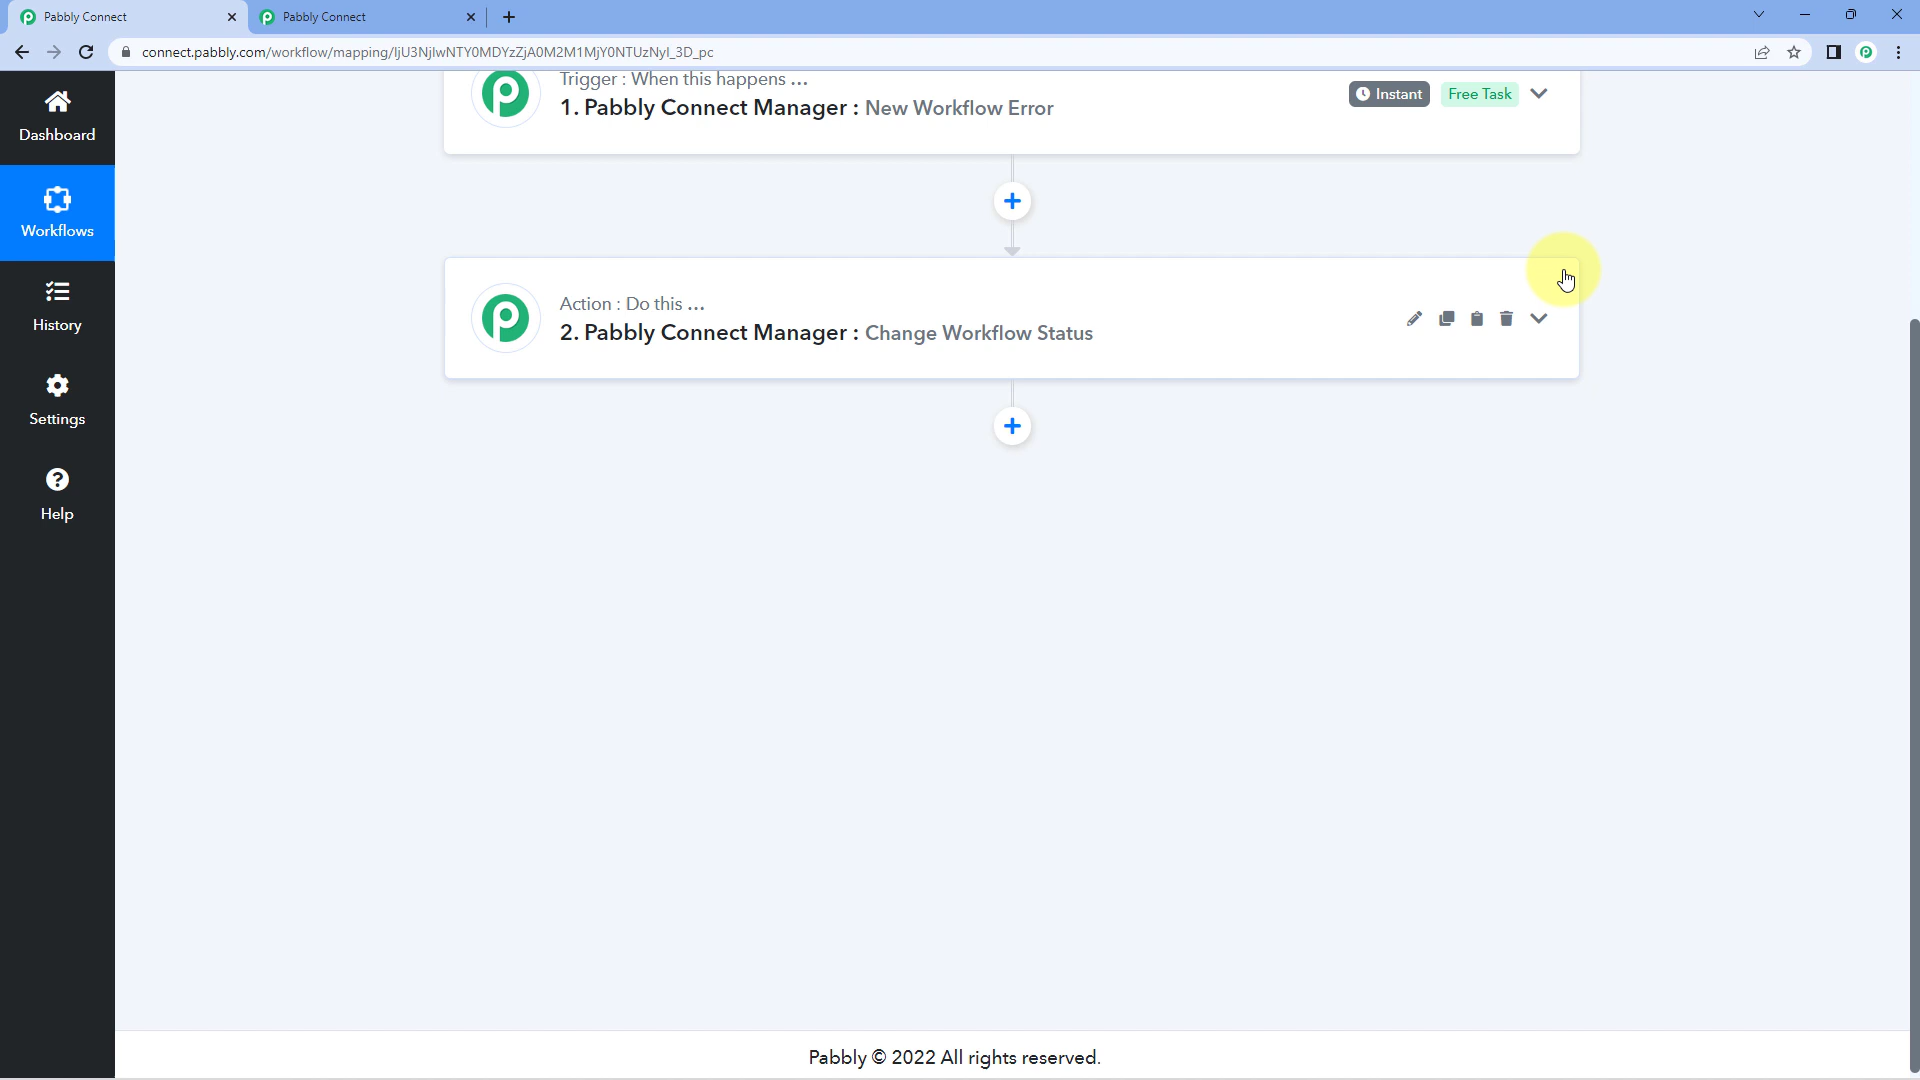 Pabbly Connect
Pabbly Connect
connect.pabbly.com/workflow/mapping/IjU3NjIwNTY0MDYzZjA0M2M1MjY0NTUzNyI_3D_pc
Dashboard
Workflows
History
Settings
Help
Trigger : When this happens ...
1. Pabbly Connect Manager : New Workflow Error
Instant
Free Task
Action : Do this ...
2. Pabbly Connect Manager : Change Workflow Status
Pabbly © 2022 All rights reserved.